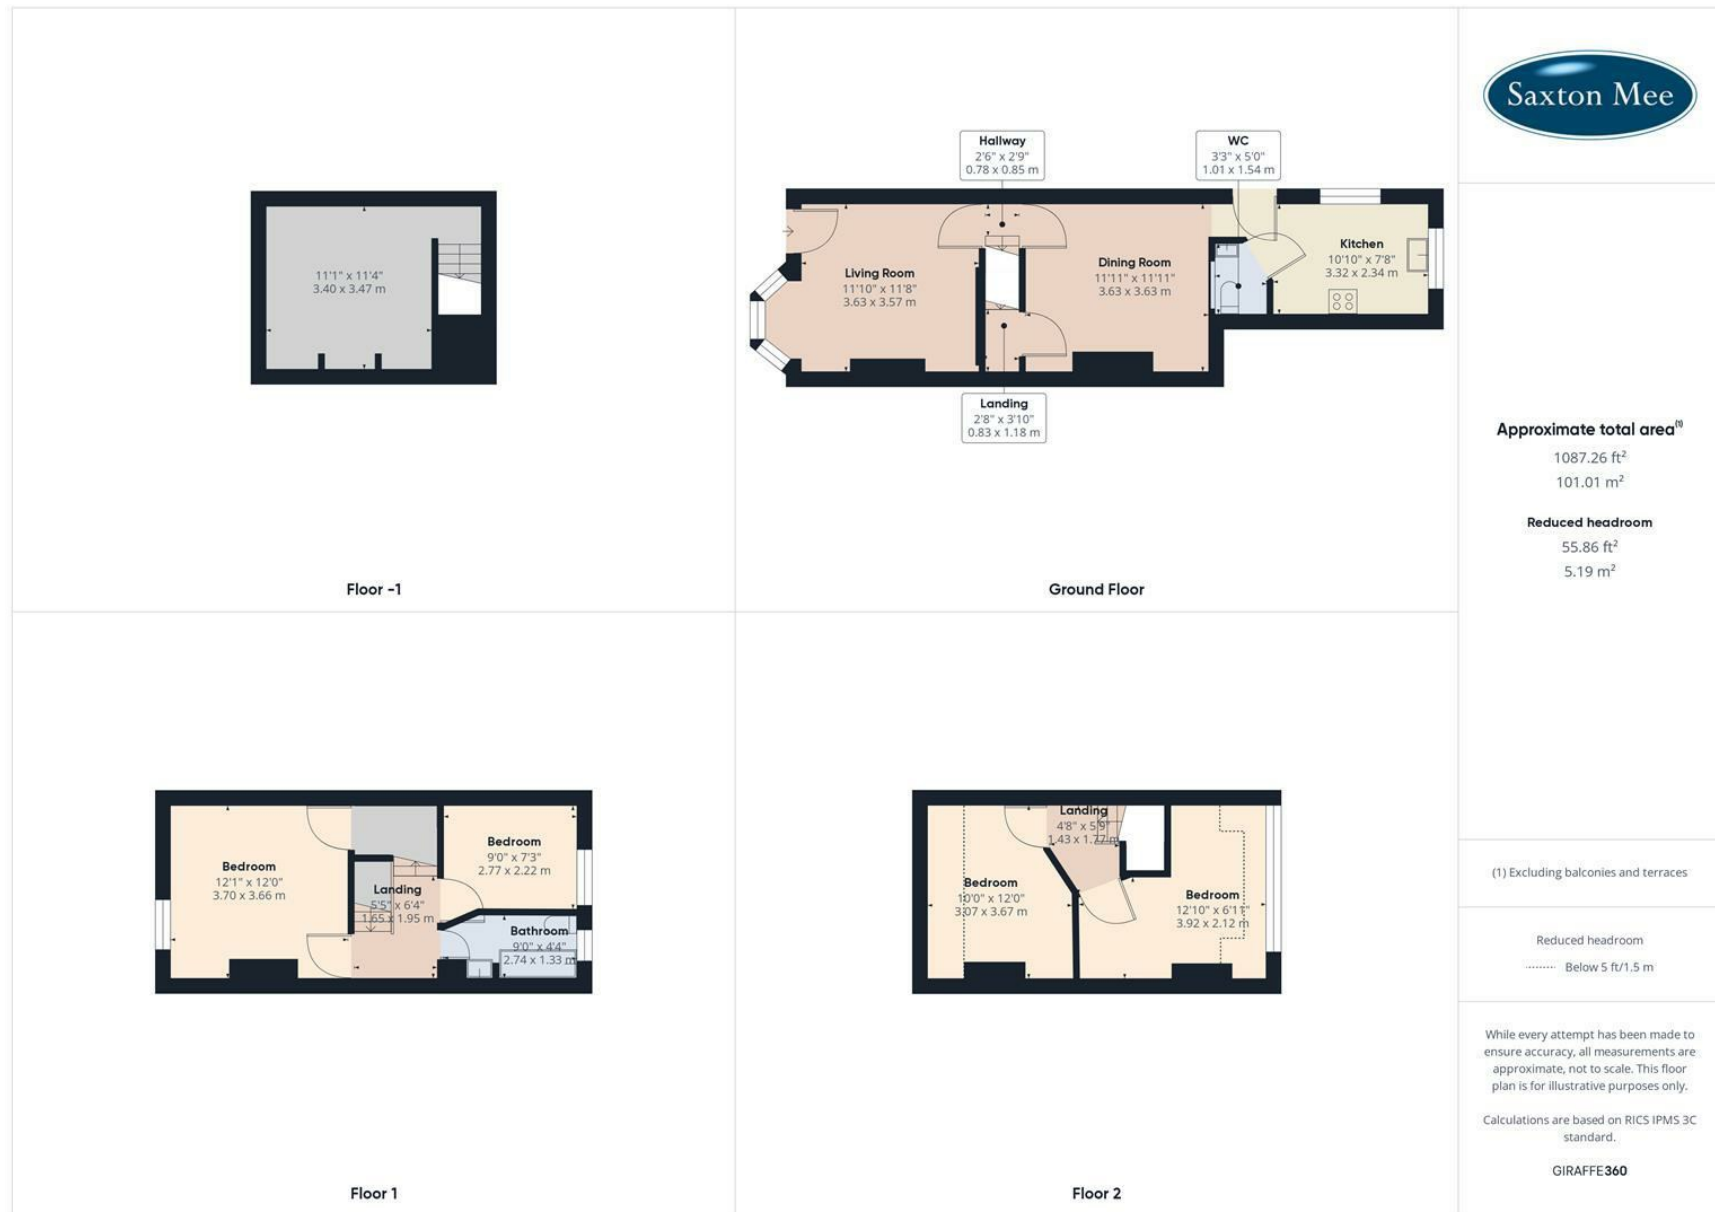 11'1" x 11'4"
3.40 x 3.47 m
Floor -1
Hallway
2'6" x 2'9"
0.78 x 0.85 m
WC
3'3" x 5'0"
1.01 x 1.54 m
Living Room
11'10" x 11'8"
3.63 x 3.57 m
Dining Room
11'11" x 11'11"
3.63 x 3.63 m
Kitchen
10'10" x 7'8"
3.32 x 2.34 m
Landing
2'8" x 3'10"
0.83 x 1.18 m
Ground Floor
Bedroom
12'1" x 12'0"
3.70 x 3.66 m
Landing
5'5" x 6'4"
1.65 x 1.95 m
Bedroom
9'0" x 7'3"
2.77 x 2.22 m
Bathroom
9'0" x 4'4"
2.74 x 1.33 m
Floor 1
Landing
4'8" x 5'9"
1.43 x 1.77 m
Bedroom
10'0" x 12'0"
3.07 x 3.67 m
Bedroom
12'10" x 6'11"
3.92 x 2.12 m
Floor 2
Saxton Mee
Approximate total area(1)
1087.26 ft²
101.01 m²
Reduced headroom
55.86 ft²
5.19 m²
(1) Excluding balconies and terraces
Reduced headroom
Below 5 ft/1.5 m
While every attempt has been made to
ensure accuracy, all measurements are
approximate, not to scale. This floor
plan is for illustrative purposes only.
Calculations are based on RICS IPMS 3C
standard.
GIRAFFE360